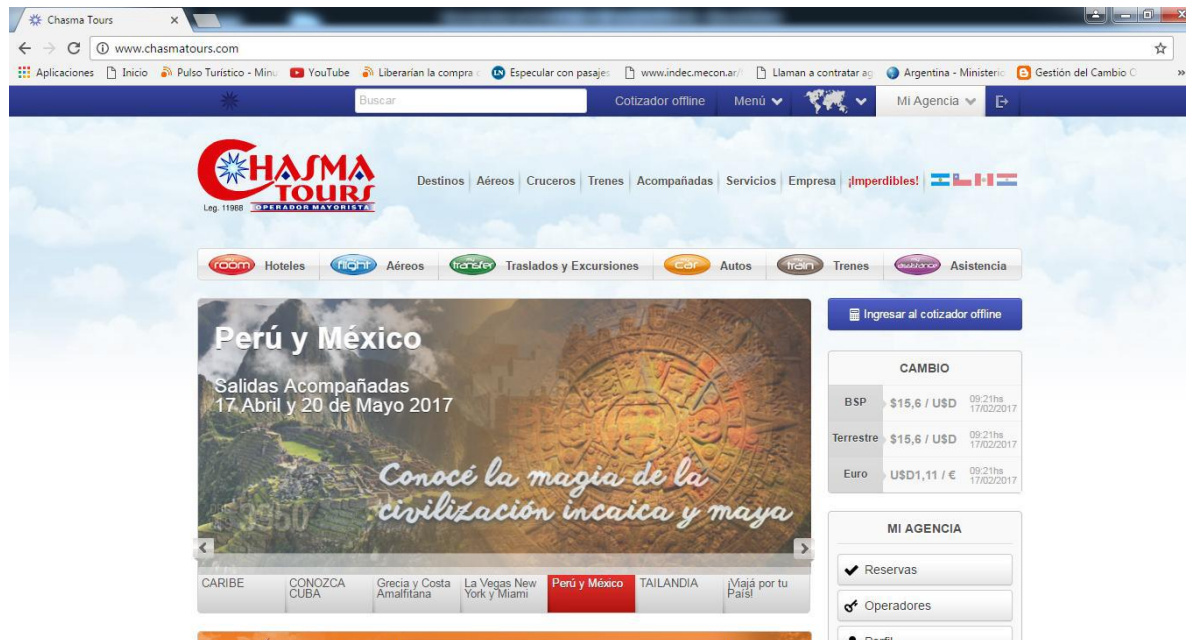 Chasma Tours
www.chasmatours.com
Aplicaciones
Inicio
Pulso Turístico - Minu
YouTube
Liberarían la compra c
Especular con pasajes
www.indec.mecon.ar/
Llaman a contratar ag
Argentina - Ministerio
Gestión del Cambio
Buscar
Cotizador offline
Menú
Mi Agencia
CHASMA
TOURS
Leg. 11988 OPERADOR MAYORISTA
Destinos
Aéreos
Cruceros
Trenes
Acompañadas
Servicios
Empresa
¡Imperdibles!
room Hoteles
flight Aéreos
transfer Traslados y Excursiones
car Autos
train Trenes
assistance Asistencia
Perú y México
Salidas Acompañadas
17 Abril y 20 de Mayo 2017
Conocé la magia de la
civilización incaica y maya
CARIBE
CONOZCA
CUBA
Grecia y Costa
Amalfitana
La Vegas New
York y Miami
Perú y México
TAILANDIA
¡Viajá por tu
País!
Ingresar al cotizador offline
CAMBIO
BSP $15,6 / U$D 09:21hs
17/02/2017
Terrestre $15,6 / U$D 09:21hs
17/02/2017
Euro U$D1,11 / € 09:21hs
17/02/2017
MI AGENCIA
Reservas
Operadores
Perfil